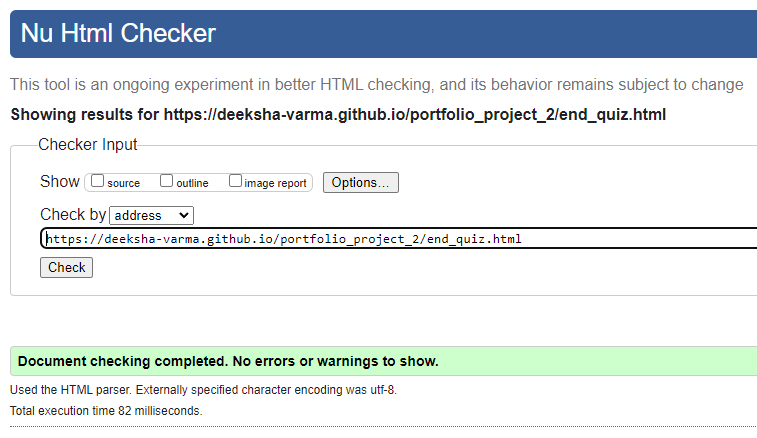 Nu Html Checker
This tool is an ongoing experiment in better HTML checking, and its behavior remains subject to change
Showing results for https://deeksha-varma.github.io/portfolio_project_2/end_quiz.html
Checker Input
Show source outline image report Options...
Check by address
https://deeksha-varma.github.io/portfolio_project_2/end_quiz.html
Check
Document checking completed. No errors or warnings to show.
Used the HTML parser. Externally specified character encoding was utf-8.
Total execution time 82 milliseconds.